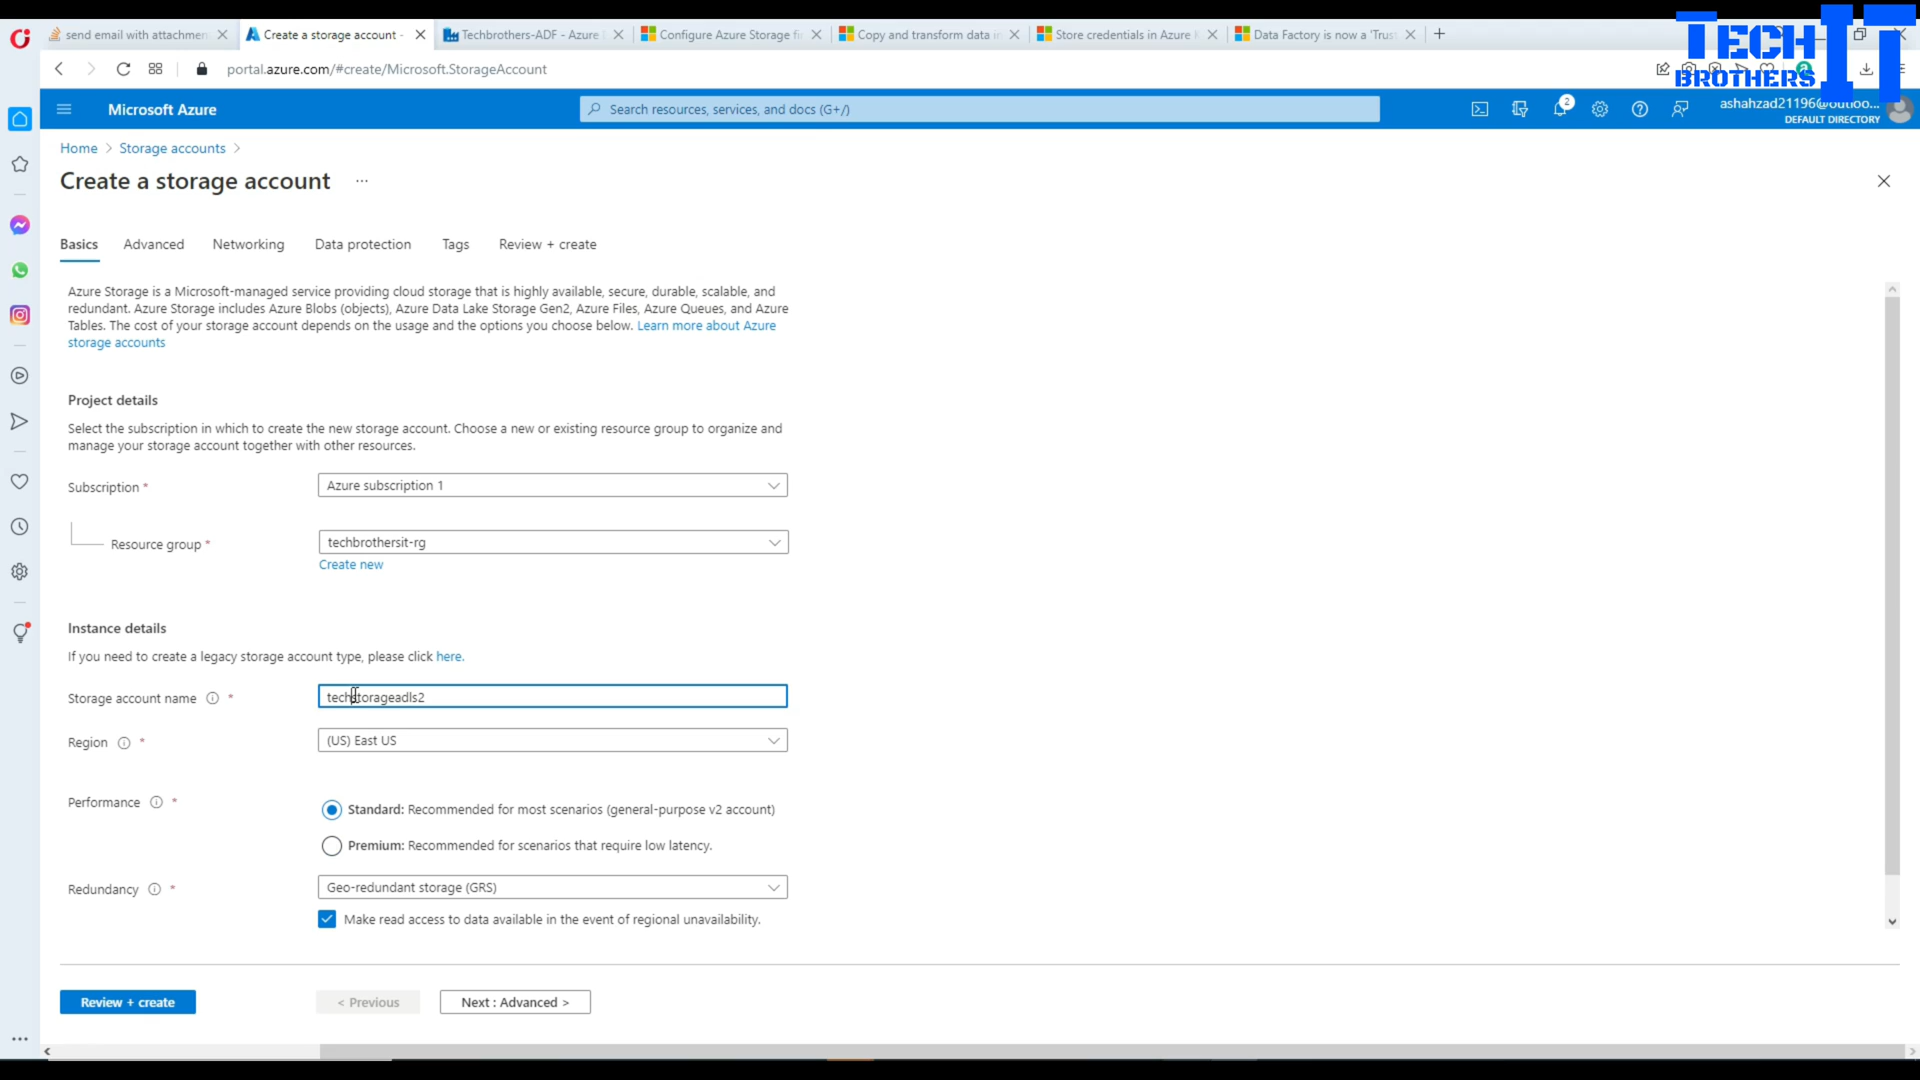 send email with attachmen
Create a storage account -
Techbrothers-ADF - Azure
Configure Azure Storage fi
Copy and transform data i
Store credentials in Azure
Data Factory is now a 'Trust
TECH IT
BROTHERS
portal.azure.com/#create/Microsoft.StorageAccount
Microsoft Azure
Search resources, services, and docs (G+/)
2
ashahzad21196@outloo...
DEFAULT DIRECTORY
Home > Storage accounts >
Create a storage account ...
Basics Advanced Networking Data protection Tags Review + create
Azure Storage is a Microsoft-managed service providing cloud storage that is highly available, secure, durable, scalable, and
redundant. Azure Storage includes Azure Blobs (objects), Azure Data Lake Storage Gen2, Azure Files, Azure Queues, and Azure
Tables. The cost of your storage account depends on the usage and the options you choose below. Learn more about Azure
storage accounts
Project details
Select the subscription in which to create the new storage account. Choose a new or existing resource group to organize and
manage your storage account together with other resources.
Subscription *
Azure subscription 1
Resource group *
techbrothersit-rg
Create new
Instance details
If you need to create a legacy storage account type, please click here.
Storage account name *
techstorageadls2
Region *
(US) East US
Performance *
Standard: Recommended for most scenarios (general-purpose v2 account)
Premium: Recommended for scenarios that require low latency.
Redundancy *
Geo-redundant storage (GRS)
Make read access to data available in the event of regional unavailability.
Review + create
< Previous
Next : Advanced >